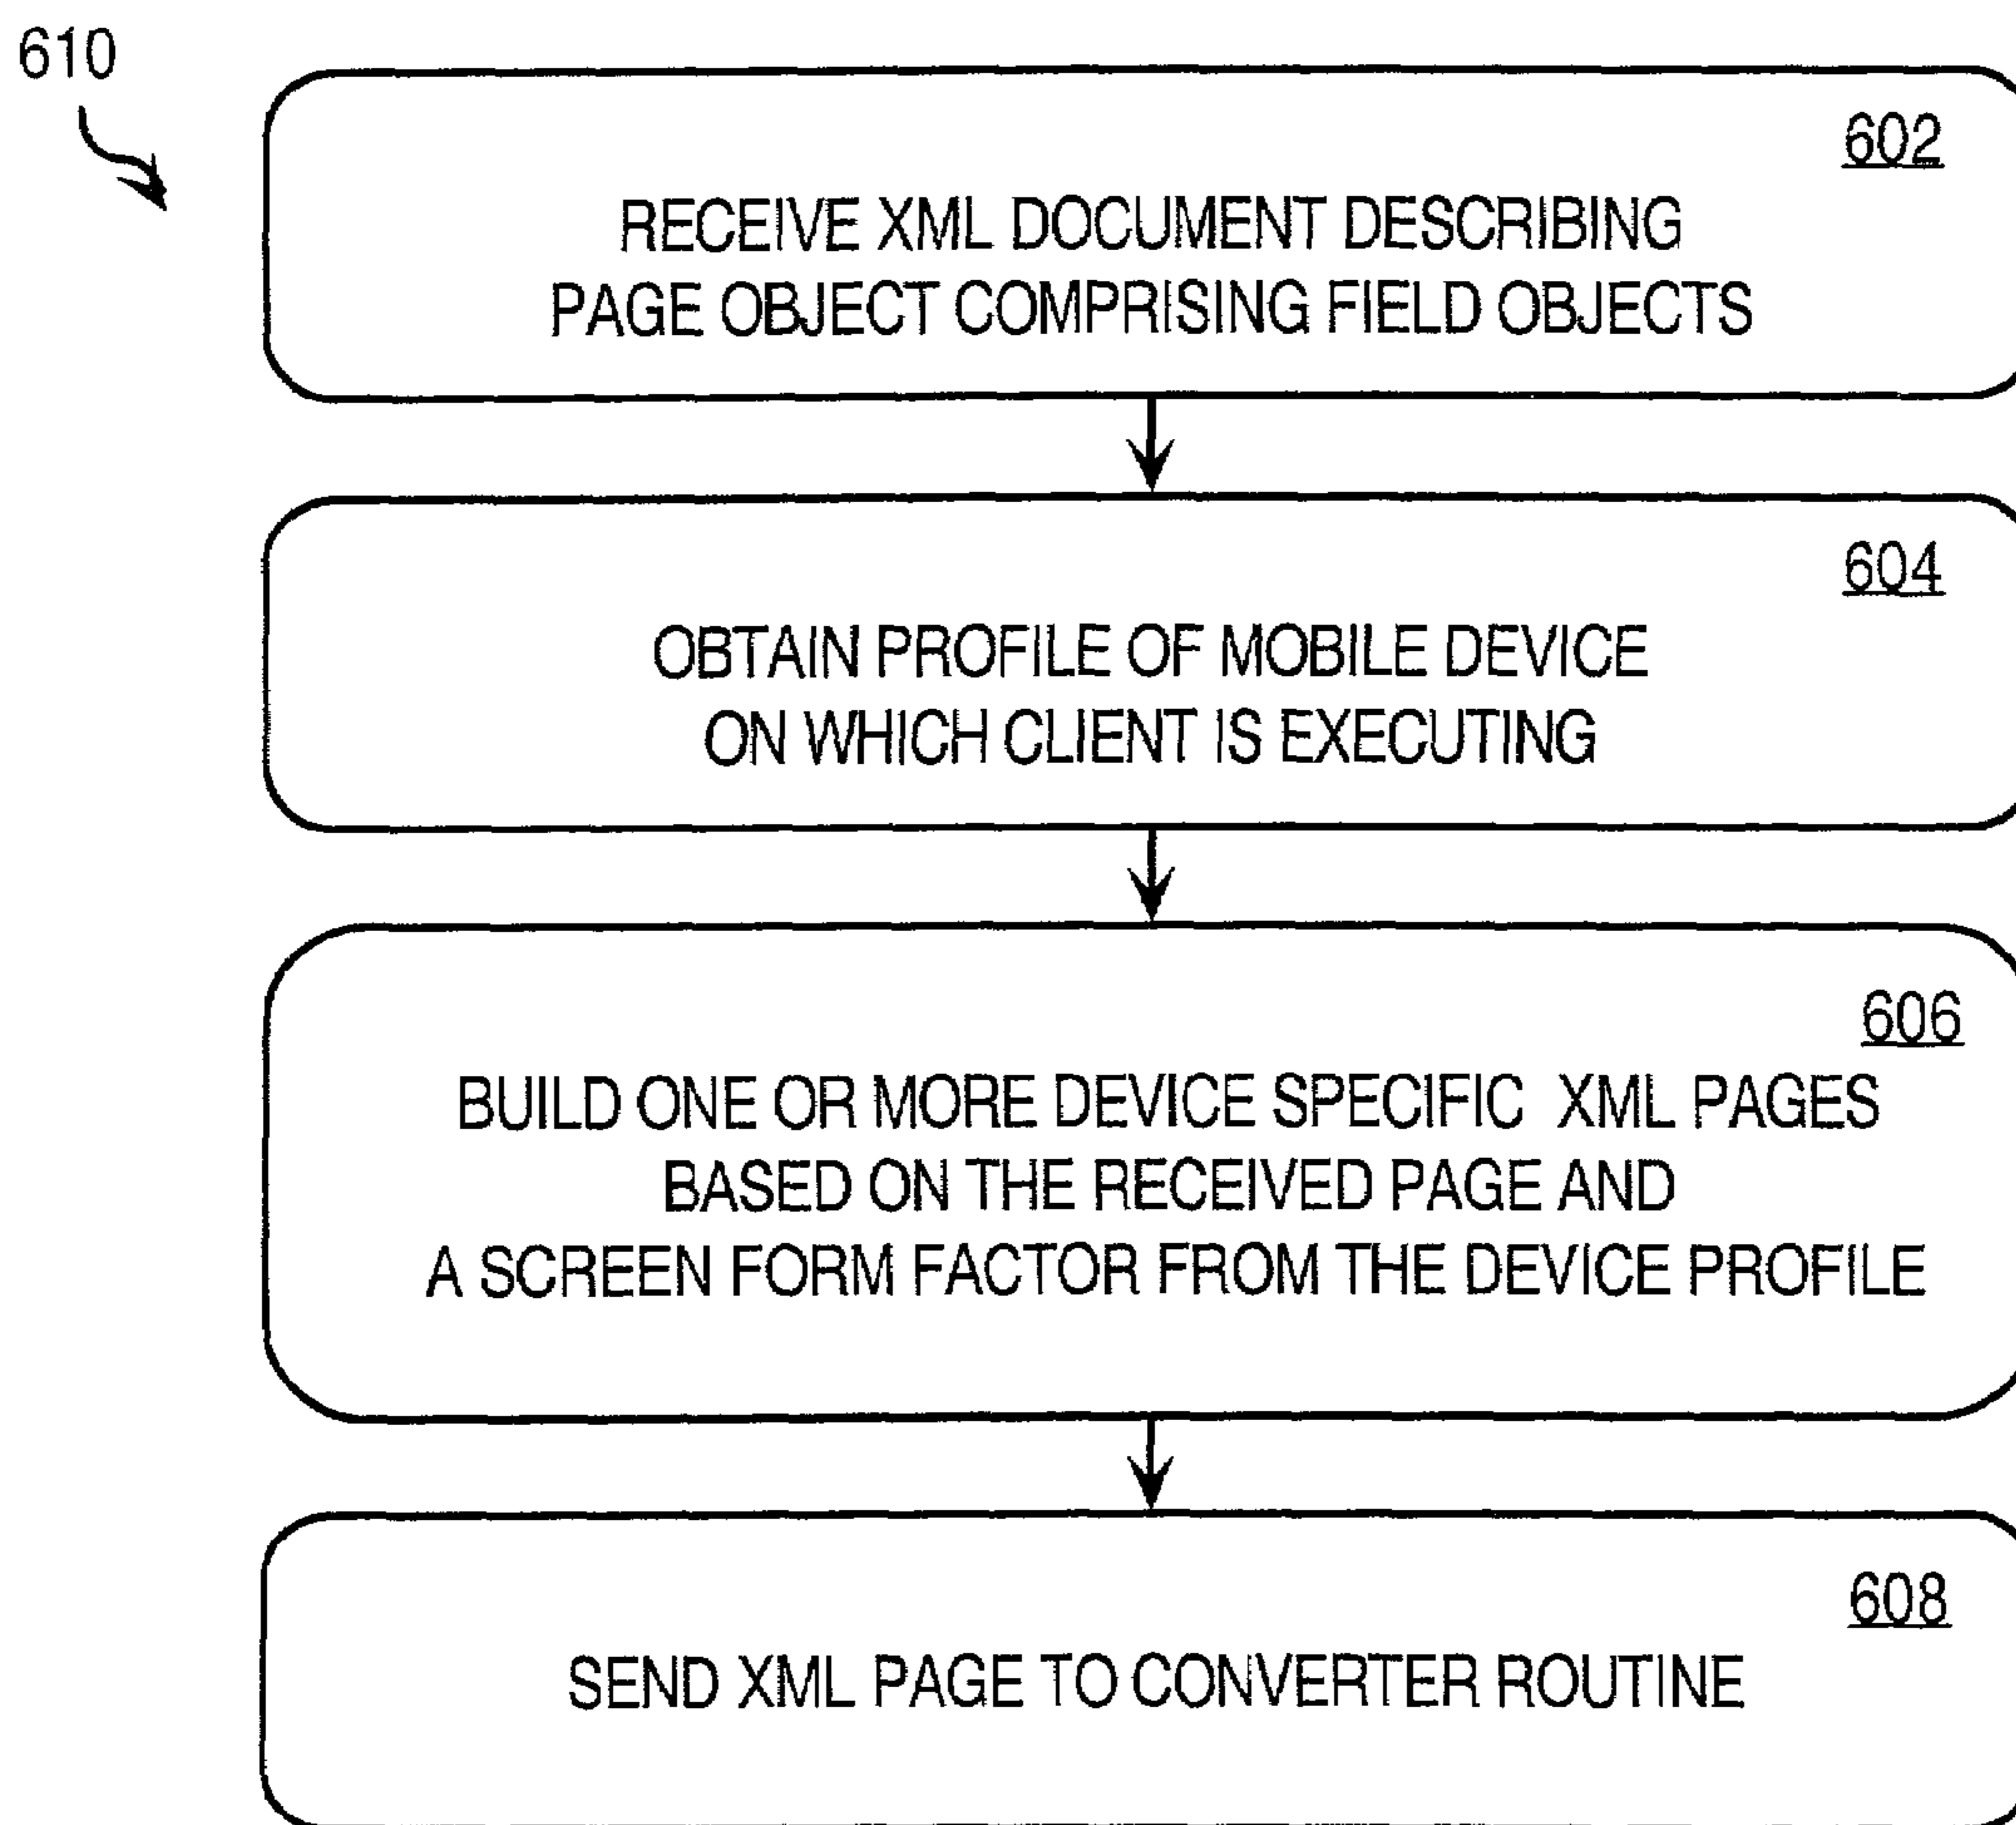 610
602
RECEIVE XML DOCUMENT DESCRIBING
PAGE OBJECT COMPRISING FIELD OBJECTS
604
OBTAIN PROFILE OF MOBILE DEVICE
ON WHICH CLIENT IS EXECUTING
606
BUILD ONE OR MORE DEVICE SPECIFIC XML PAGES
BASED ON THE RECEIVED PAGE AND
A SCREEN FORM FACTOR FROM THE DEVICE PROFILE
608
SEND XML PAGE TO CONVERTER ROUTINE